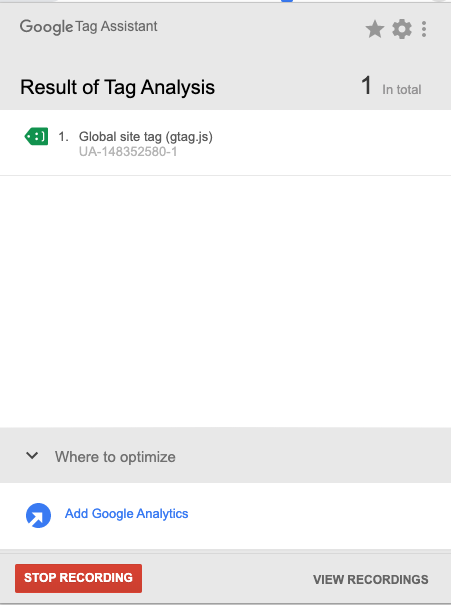 Google Tag Assistant
Result of Tag Analysis 1 In total
1. Global site tag (gtag.js)
UA-148352580-1
Where to optimize
Add Google Analytics
STOP RECORDING VIEW RECORDINGS